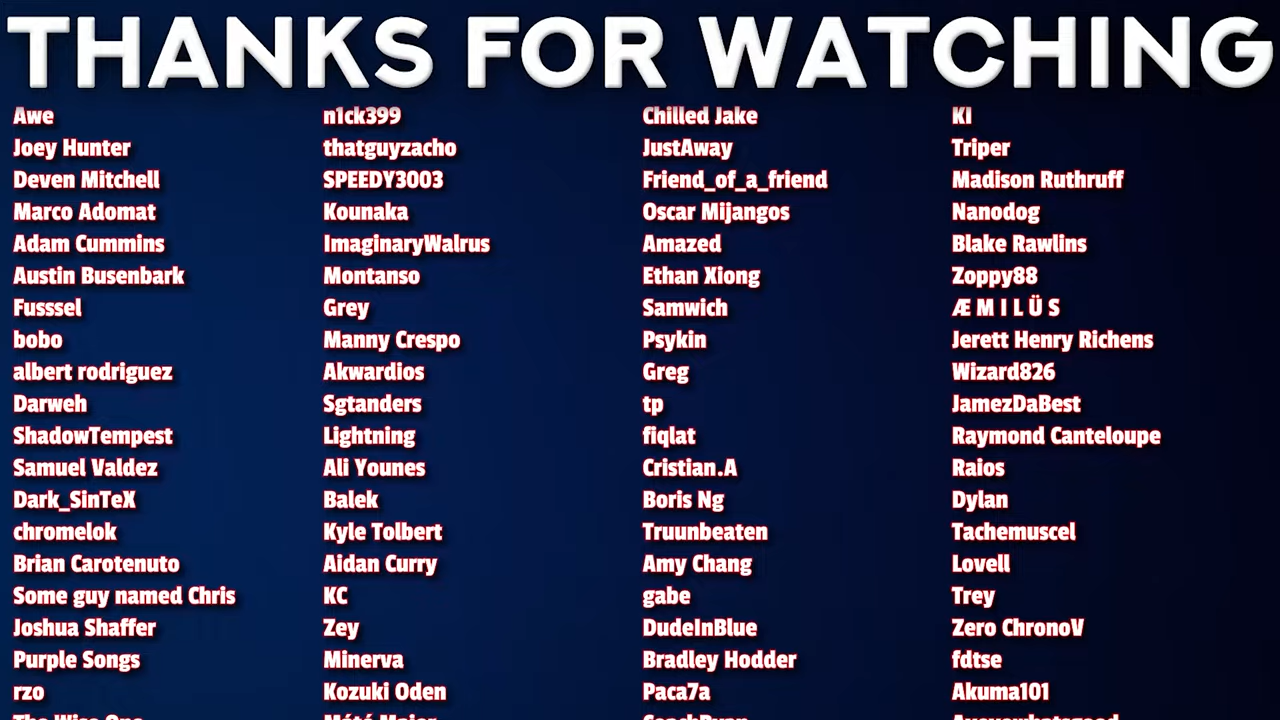 THANKS FOR WATCHING
Awe
Joey Hunter
Deven Mitchell
Marco Adomat
Adam Cummins
Austin Busenbark
Fusssel
bobo
albert rodriguez
Darweh
ShadowTempest
Samuel Valdez
Dark_SinTeX
chromelok
Brian Carotenuto
Some guy named Chris
Joshua Shaffer
Purple Songs
rzo
The Wise One
n1ck399
thatguyzacho
SPEEDY3003
Kounaka
ImaginaryWalrus
Montanso
Grey
Manny Crespo
Akwardios
Sgtanders
Lightning
Ali Younes
Balek
Kyle Tolbert
Aidan Curry
KC
Zey
Minerva
Kozuki Oden
Chilled Jake
JustAway
Friend_of_a_friend
Oscar Mijangos
Amazed
Ethan Xiong
Samwich
Psykin
Greg
tp
fiqlat
Cristian.A
Boris Ng
Truunbeaten
Amy Chang
gabe
DudeInBlue
Bradley Hodder
Paca7a
KI
Triper
Madison Ruthruff
Nanodog
Blake Rawlins
Zoppy88
Æ M I L Ü S
Jerett Henry Richens
Wizard826
JamezDaBest
Raymond Canteloupe
Raios
Dylan
Tachemuscel
Lovell
Trey
Zero ChronoV
fdtse
Akuma101